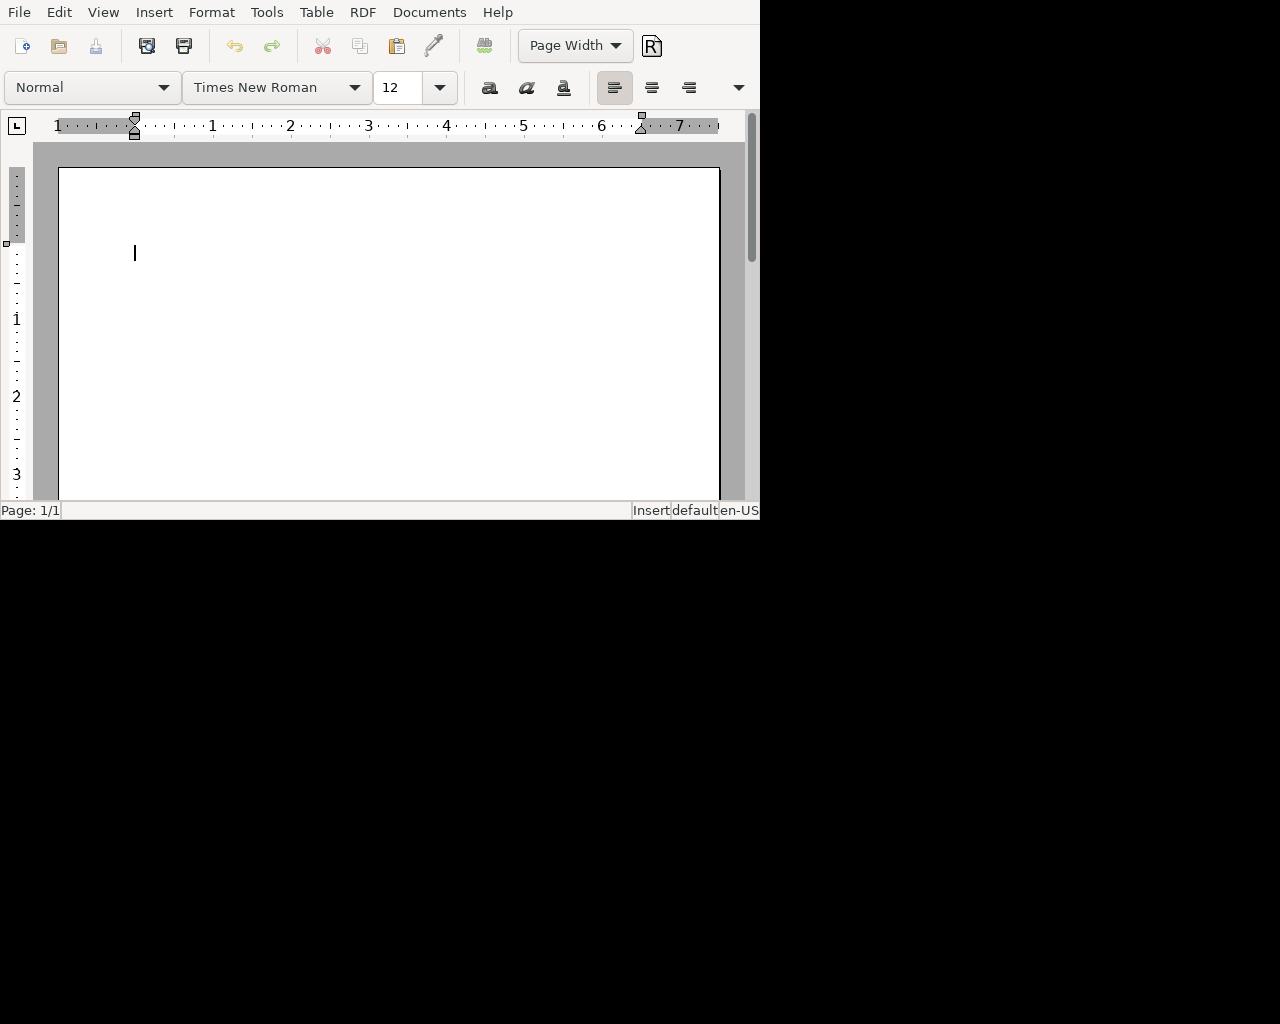 File Edit View Insert Format Tools Table RDF Documents Help
Page Width R
Normal Times New Roman 12 a a a
1 1 2 3 4 5 6 7
1
2
3
Page: 1/1 Insert default en-US